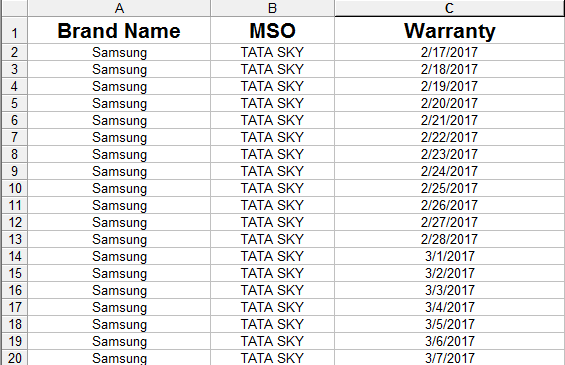 A B C
1 Brand Name MSO Warranty
2 Samsung TATA SKY 2/17/2017
3 Samsung TATA SKY 2/18/2017
4 Samsung TATA SKY 2/19/2017
5 Samsung TATA SKY 2/20/2017
6 Samsung TATA SKY 2/21/2017
7 Samsung TATA SKY 2/22/2017
8 Samsung TATA SKY 2/23/2017
9 Samsung TATA SKY 2/24/2017
10 Samsung TATA SKY 2/25/2017
11 Samsung TATA SKY 2/26/2017
12 Samsung TATA SKY 2/27/2017
13 Samsung TATA SKY 2/28/2017
14 Samsung TATA SKY 3/1/2017
15 Samsung TATA SKY 3/2/2017
16 Samsung TATA SKY 3/3/2017
17 Samsung TATA SKY 3/4/2017
18 Samsung TATA SKY 3/5/2017
19 Samsung TATA SKY 3/6/2017
20 Samsung TATA SKY 3/7/2017